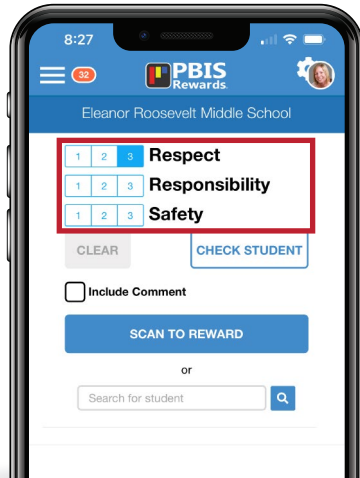 8:27
32
PBIS
Rewards
Eleanor Roosevelt Middle School
1 2 3 Respect
1 2 3 Responsibility
1 2 3 Safety
CLEAR CHECK STUDENT
Include Comment
SCAN TO REWARD
or
Search for student